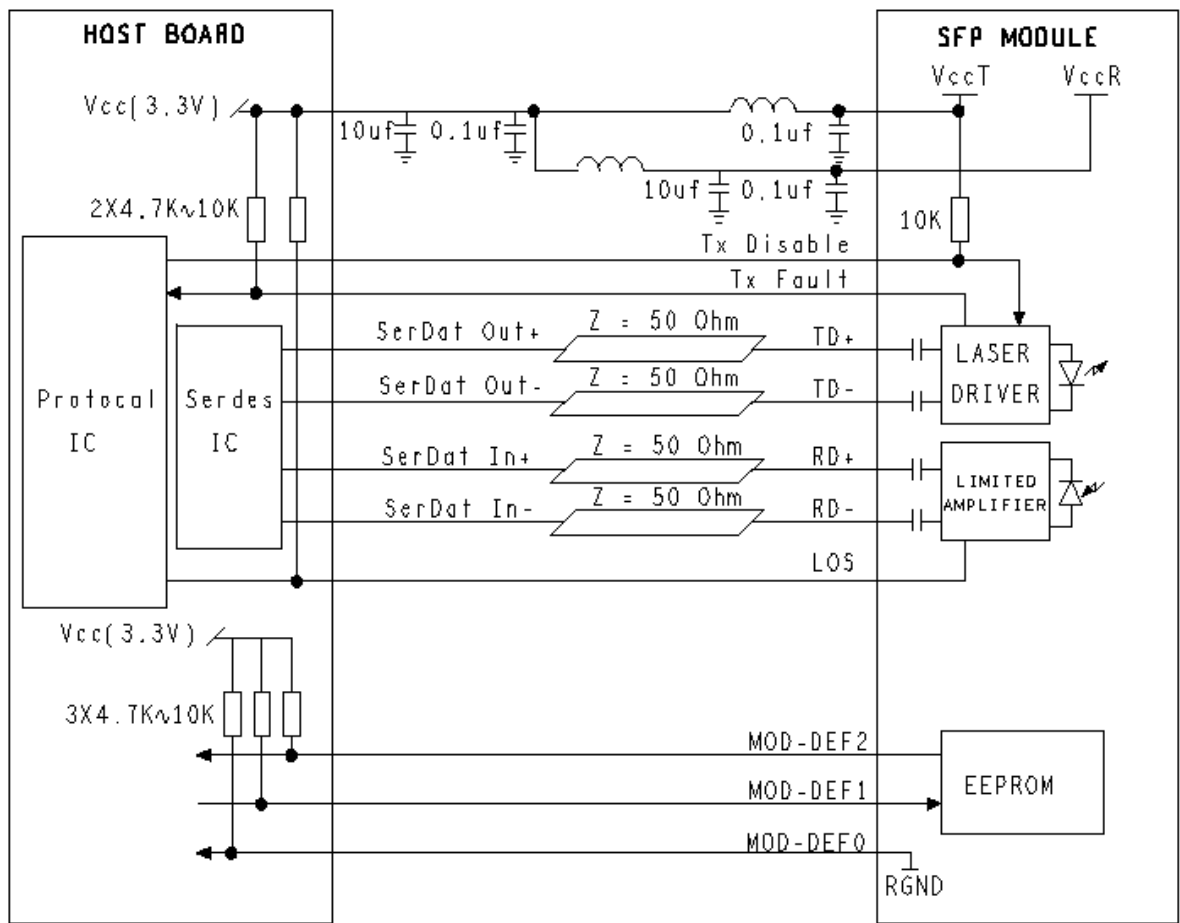 HOST BOARD
SFP MODULE
VccT
VccR
Vcc(3.3V)
10uf
0.1uf
0.1uf
10uf
0.1uf
2X4.7K∿10K
10K
Tx Disable
Tx Fault
Z = 50 Ohm
SerDat Out+
TD+
LASER
DRIVER
Z = 50 Ohm
SerDat Out-
TD-
Protocal
IC
Serdes
IC
Z = 50 Ohm
SerDat In+
RD+
LIMITED
AMPLIFIER
Z = 50 Ohm
SerDat In-
RD-
LOS
Vcc(3.3V)
3X4.7K∿10K
MOD-DEF2
MOD-DEF1
EEPROM
MOD-DEF0
RGND